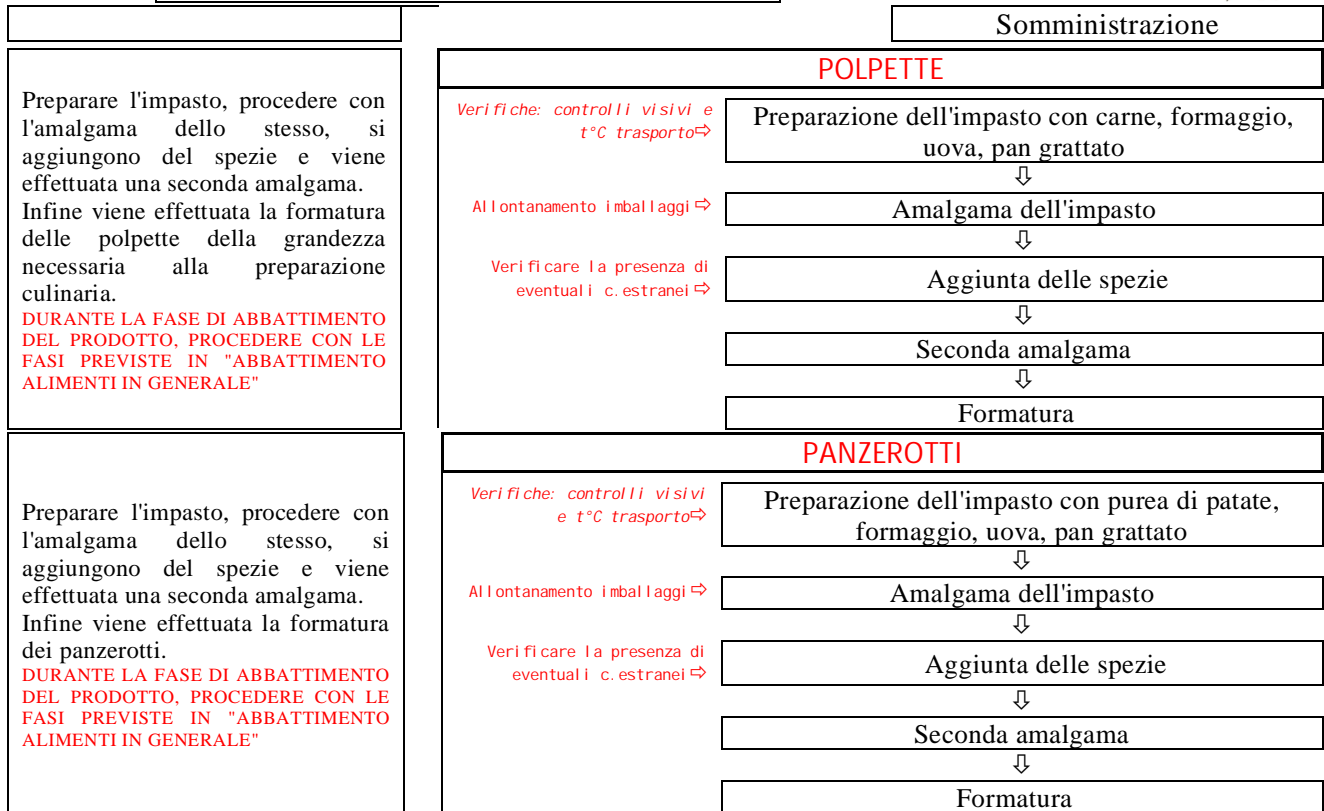 Somministrazione
Preparare l'impasto, procedere con
l'amalgama dello stesso, si
aggiungono del spezie e viene
effettuata una seconda amalgama.
Infine viene effettuata la formatura
delle polpette della grandezza
necessaria alla preparazione
culinaria.
DURANTE LA FASE DI ABBATTIMENTO
DEL PRODOTTO, PROCEDERE CON LE
FASI PREVISTE IN "ABBATTIMENTO
ALIMENTI IN GENERALE"
POLPETTE
Verifiche: controlli visivi e
t°C trasporto⇨
Preparazione dell'impasto con carne, formaggio,
uova, pan grattato
⇩
Allontanamento imballaggi⇨
Amalgama dell'impasto
⇩
Verificare la presenza di
eventuali c.estranei⇨
Aggiunta delle spezie
⇩
Seconda amalgama
⇩
Formatura
Preparare l'impasto, procedere con
l'amalgama dello stesso, si
aggiungono del spezie e viene
effettuata una seconda amalgama.
Infine viene effettuata la formatura
dei panzerotti.
DURANTE LA FASE DI ABBATTIMENTO
DEL PRODOTTO, PROCEDERE CON LE
FASI PREVISTE IN "ABBATTIMENTO
ALIMENTI IN GENERALE"
PANZEROTTI
Verifiche: controlli visivi
e t°C trasporto⇨
Preparazione dell'impasto con purea di patate,
formaggio, uova, pan grattato
⇩
Allontanamento imballaggi⇨
Amalgama dell'impasto
⇩
Verificare la presenza di
eventuali c.estranei⇨
Aggiunta delle spezie
⇩
Seconda amalgama
⇩
Formatura